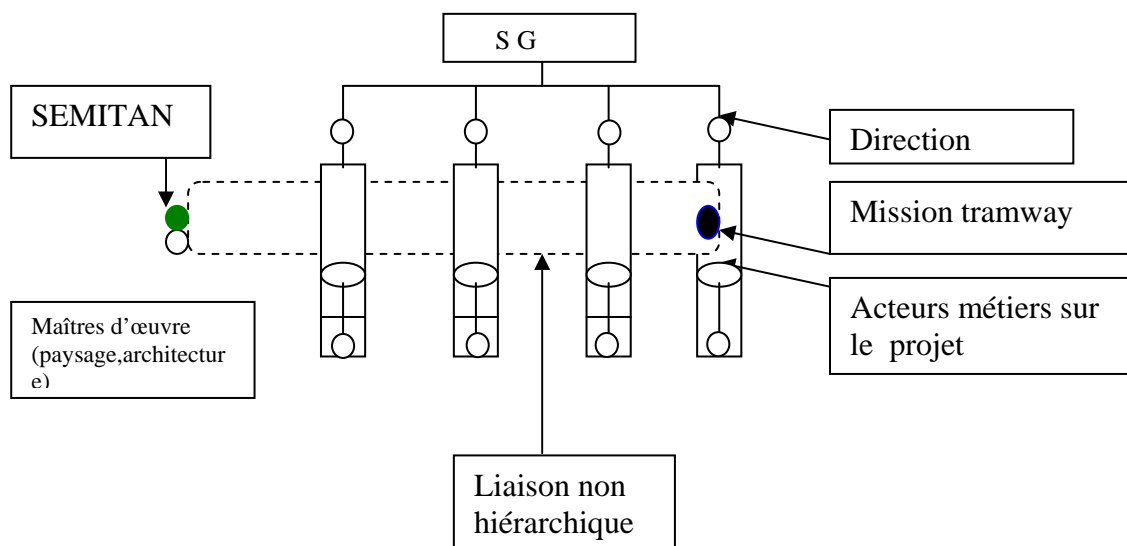 S G
SEMITAN
Direction
Mission tramway
Acteurs métiers sur
le projet
Maîtres d’œuvre
(paysage,architectur
e)
Liaison non
hiérarchique